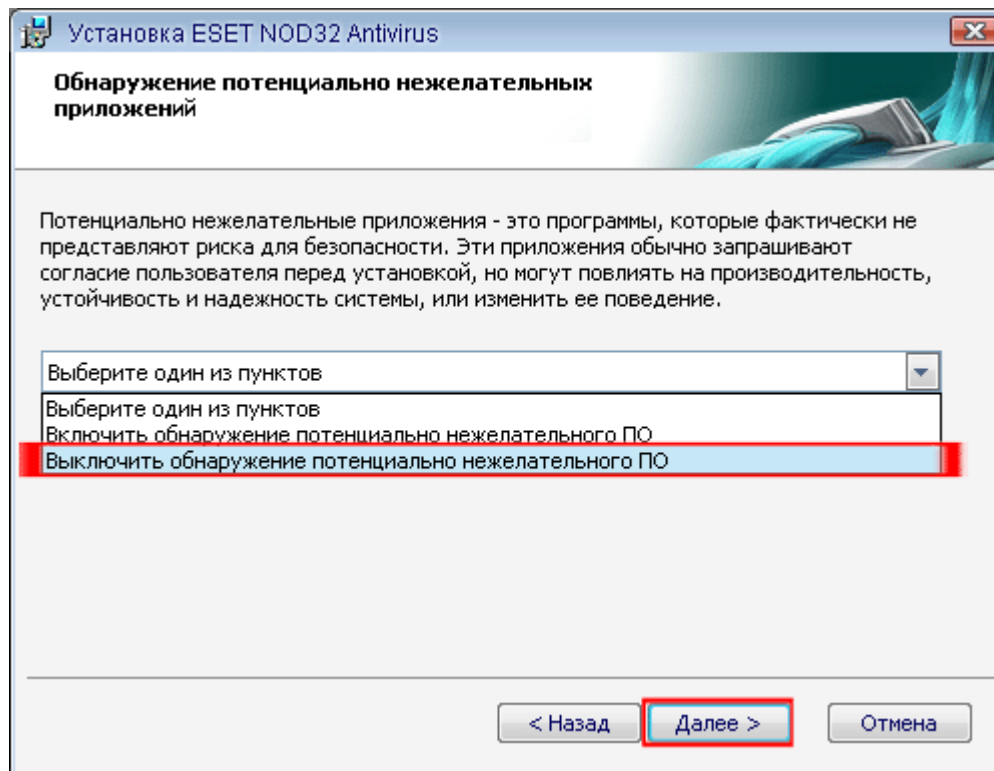 Установка ESET NOD32 Antivirus
Обнаружение потенциально нежелательных
приложений
Потенциально нежелательные приложения - это программы, которые фактически не
представляют риска для безопасности. Эти приложения обычно запрашивают
согласие пользователя перед установкой, но могут повлиять на производительность,
устойчивость и надежность системы, или изменить ее поведение.
Выберите один из пунктов
Выберите один из пунктов
Включить обнаружение потенциально нежелательного ПО
Выключить обнаружение потенциально нежелательного ПО
< Назад Далее > Отмена